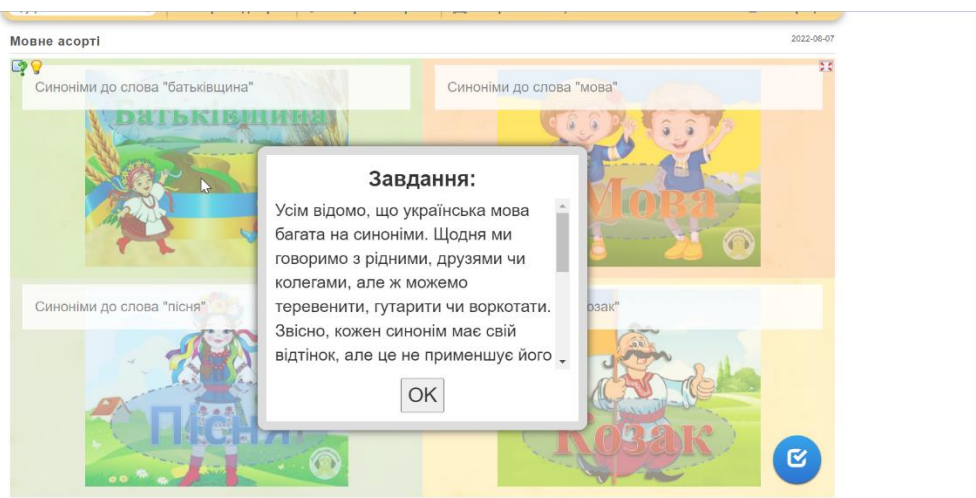 Мовне асорті
2022-08-07
Синоніми до слова "батьківщина"
Синоніми до слова "мова"
Батьківщина
Мова
Завдання:
Усім відомо, що українська мова
багата на синоніми. Щодня ми
говоримо з рідними, друзями чи
колегами, але ж можемо
теревенити, гутарити чи воркотати.
Звісно, кожен синонім має свій
відтінок, але це не применшує його
OK
Синоніми до слова "пісня"
озак"
Пісня
Козак